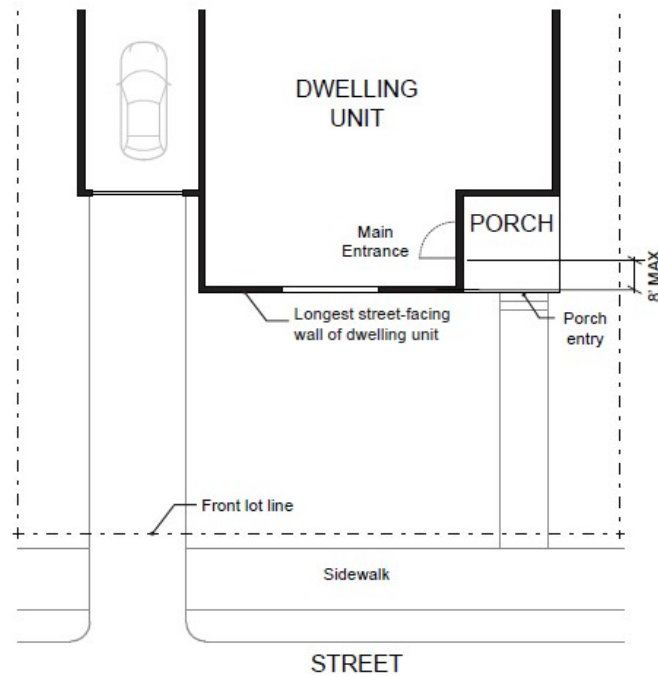 DWELLING
UNIT
PORCH
Main
Entrance
8' MAX
Longest street-facing
wall of dwelling unit
Porch
entry
Front lot line
Sidewalk
STREET